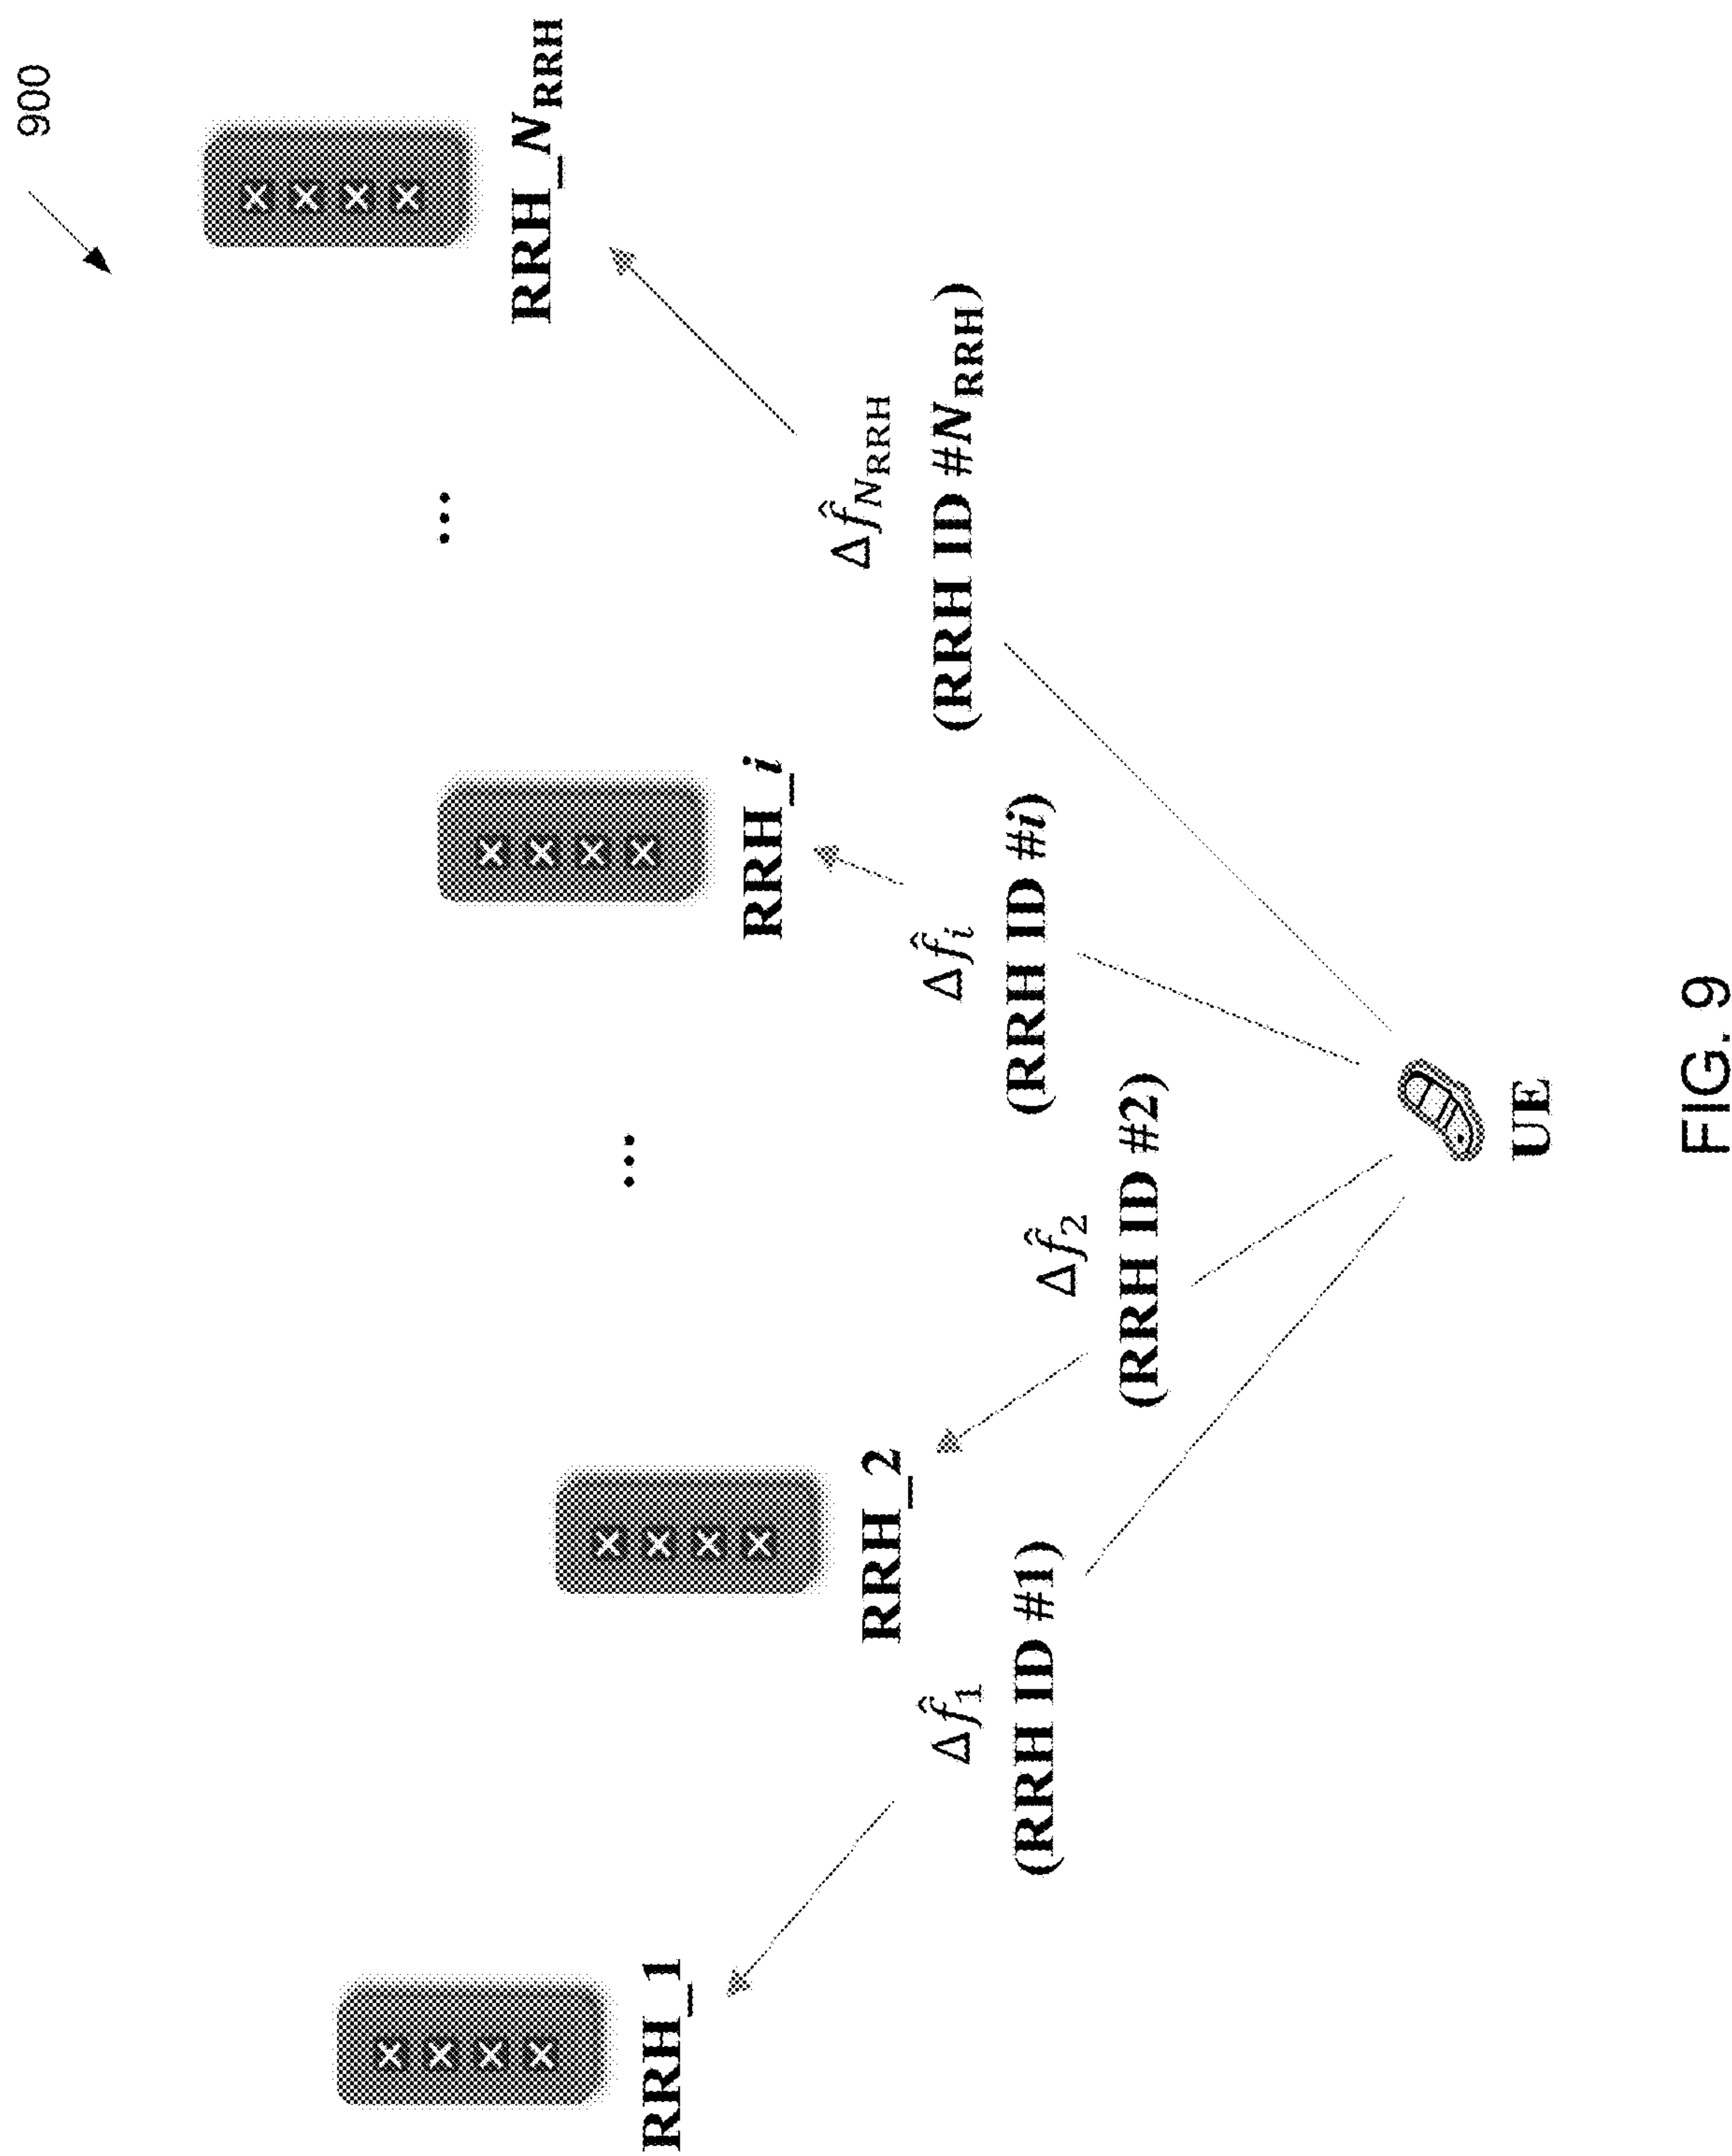 900
RRH_N_RRH
...
Δf̂_N_RRH
(RRH ID #N_RRH)
RRH_i
Δf̂_i
(RRH ID #i)
...
RRH_2
Δf̂_2
(RRH ID #2)
RRH_1
Δf̂_1
(RRH ID #1)
UE
FIG. 9